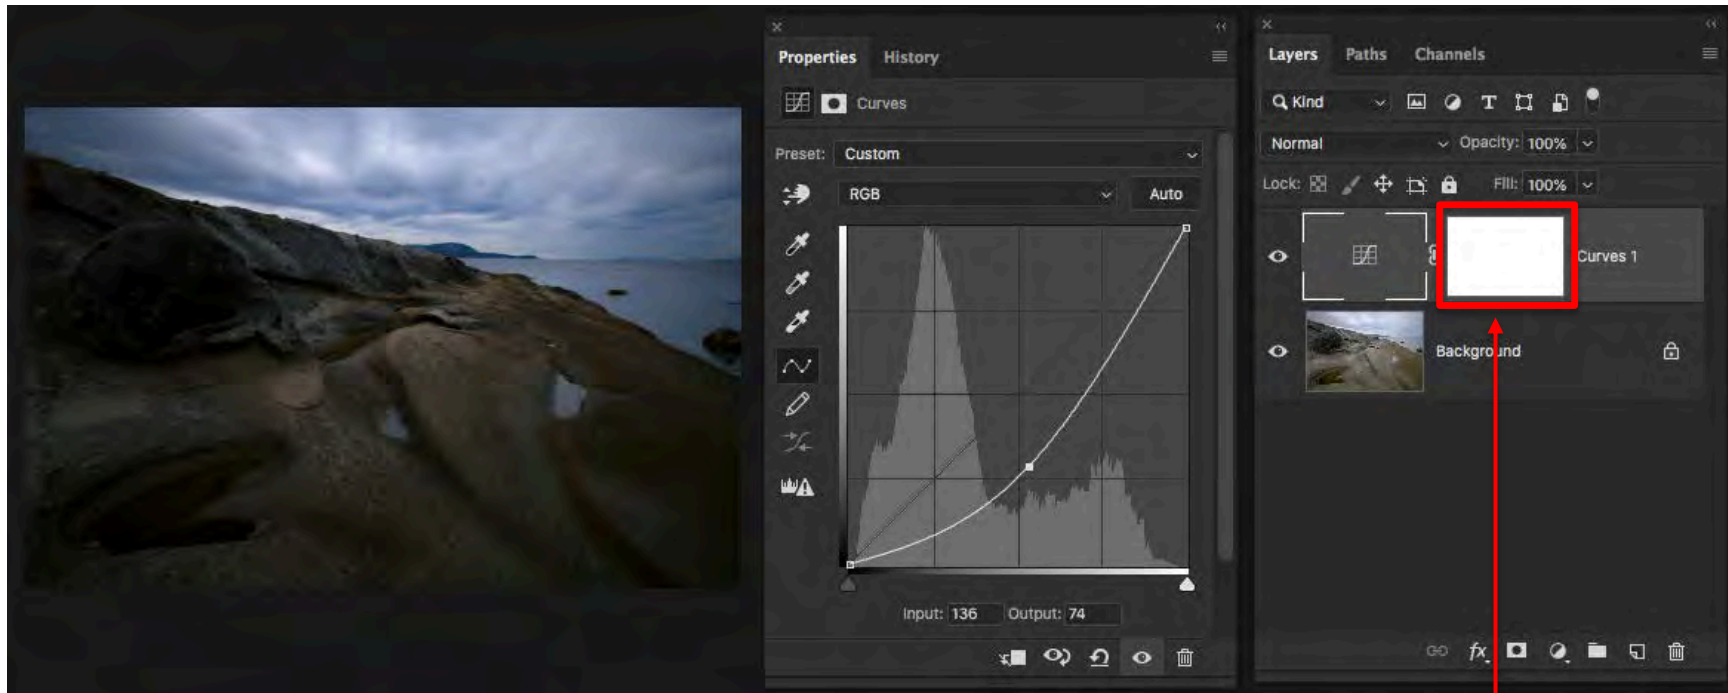 Properties History
Curves
Preset: Custom
RGB Auto
Input: 136 Output: 74
Layers Paths Channels
Kind
Normal Opacity: 100%
Lock: Fill: 100%
Curves 1
Background
fx